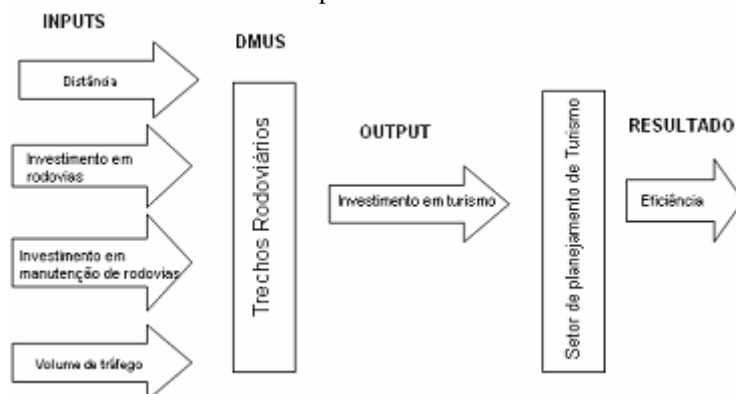 INPUTS
DMUS
Distância
OUTPUT
RESULTADO
Investimento em
rodovias
Trechos Rodoviários
Investimento em turismo
Setor de planejamento de Turismo
Eficiência
Investimento em
manutenção de rodovias
Volume de tráfego